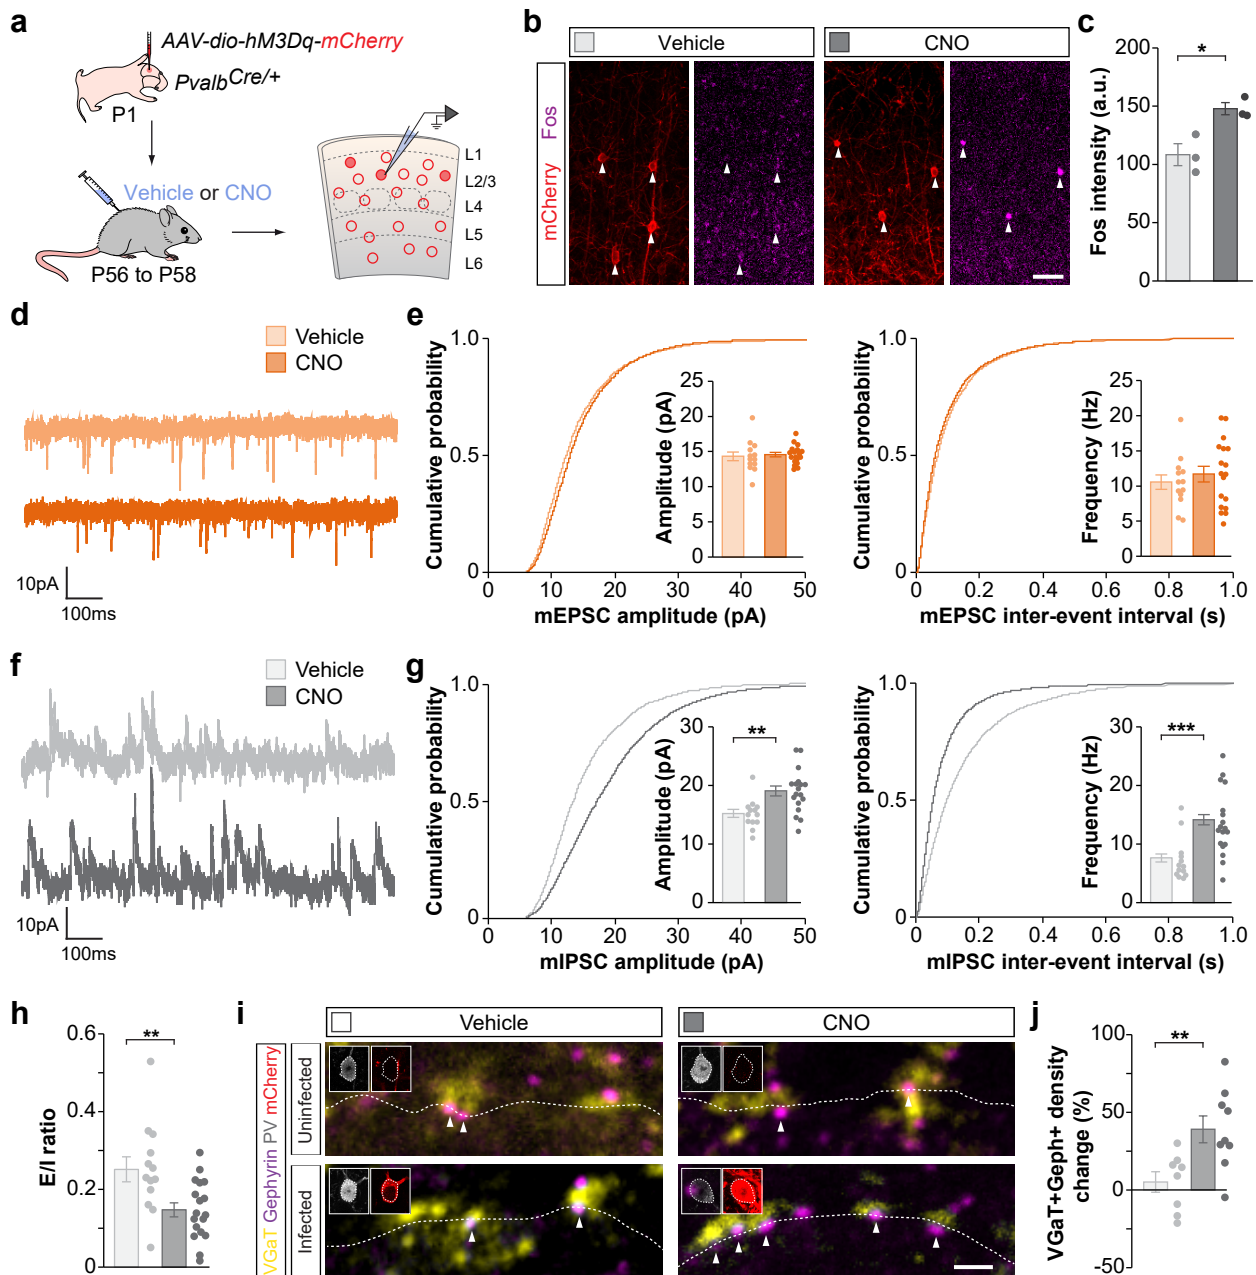 a
AAV-dio-hM3Dq-mCherry
PvalbCre/+
P1
Vehicle or CNO
P56 to P58
L1
L2/3
L4
L5
L6
b
Vehicle
CNO
mCherry Fos
c
Fos intensity (a.u.)
200
150
100
50
0
*
d
Vehicle
CNO
10pA
100ms
e
Cumulative probability
1.0
0.5
0
0
10
20
30
40
50
mEPSC amplitude (pA)
Amplitude (pA)
25
20
15
10
5
0
Cumulative probability
1.0
0.5
0
0
0.2
0.4
0.6
0.8
1.0
mEPSC inter-event interval (s)
Frequency (Hz)
25
20
15
10
5
0
f
Vehicle
CNO
10pA
100ms
g
Cumulative probability
1.0
0.5
0
0
10
20
30
40
50
mIPSC amplitude (pA)
Amplitude (pA)
30
20
10
0
**
Cumulative probability
1.0
0.5
0
0
0.2
0.4
0.6
0.8
1.0
mIPSC inter-event interval (s)
Frequency (Hz)
30
20
10
0
***
h
E/I ratio
0.6
0.4
0.2
0
**
i
Vehicle
CNO
VGaT Gephyrin PV mCherry
Uninfected
Infected
j
VGaT+Geph+ density
change (%)
100
50
0
-50
**